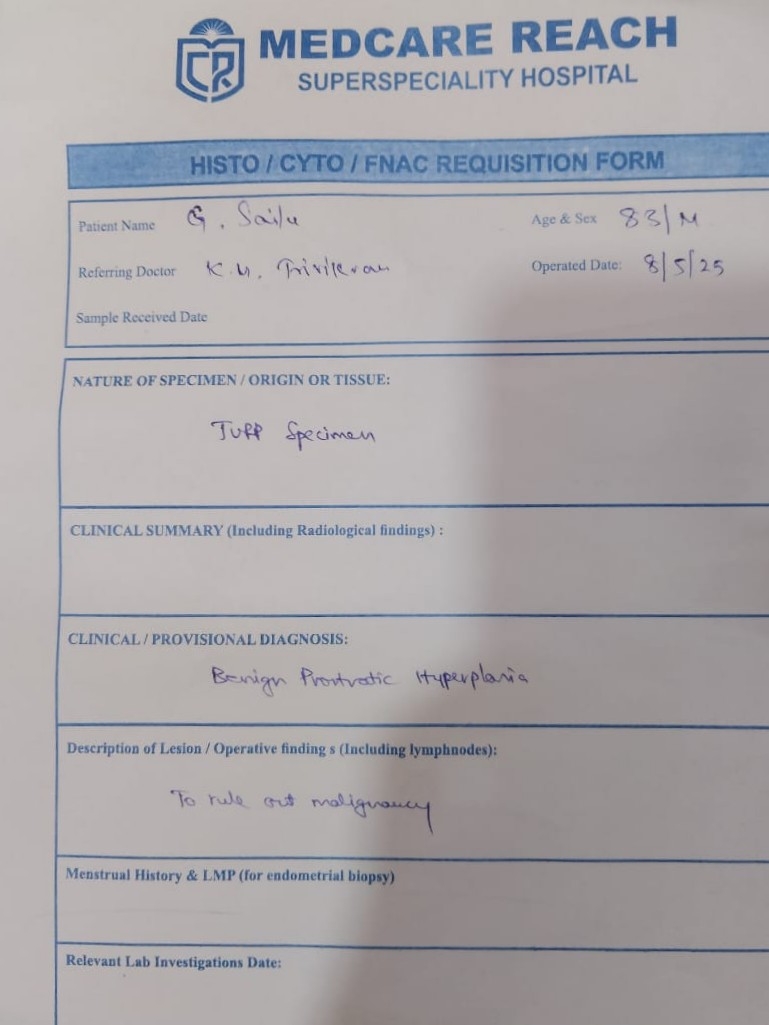 MEDCARE REACH
SUPERSPECIALITY HOSPITAL
HISTO / CYTO / FNAC REQUISITION FORM
Patient Name G. Sailu Age & Sex 83/M
Referring Doctor K.M. Operated Date: 8/5/25
Sample Received Date
NATURE OF SPECIMEN / ORIGIN OR TISSUE:
TURP Specimen
CLINICAL SUMMARY (Including Radiological findings) :
CLINICAL / PROVISIONAL DIAGNOSIS:
Benign Prostratic Hyperplasia
Description of Lesion / Operative finding s (Including lymphnodes):
To rule out malignancy
Menstrual History & LMP (for endometrial biopsy)
Relevant Lab Investigations Date: